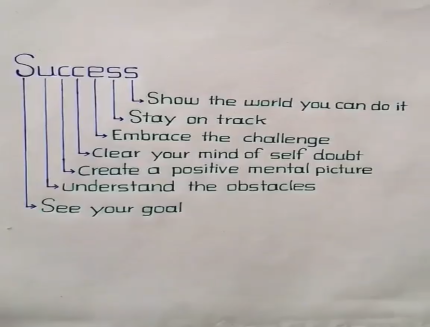 Success
Show the world you can do it
Stay on track
Embrace the challenge
Clear your mind of self doubt
Create a positive mental picture
understand the obstacles
See your goal